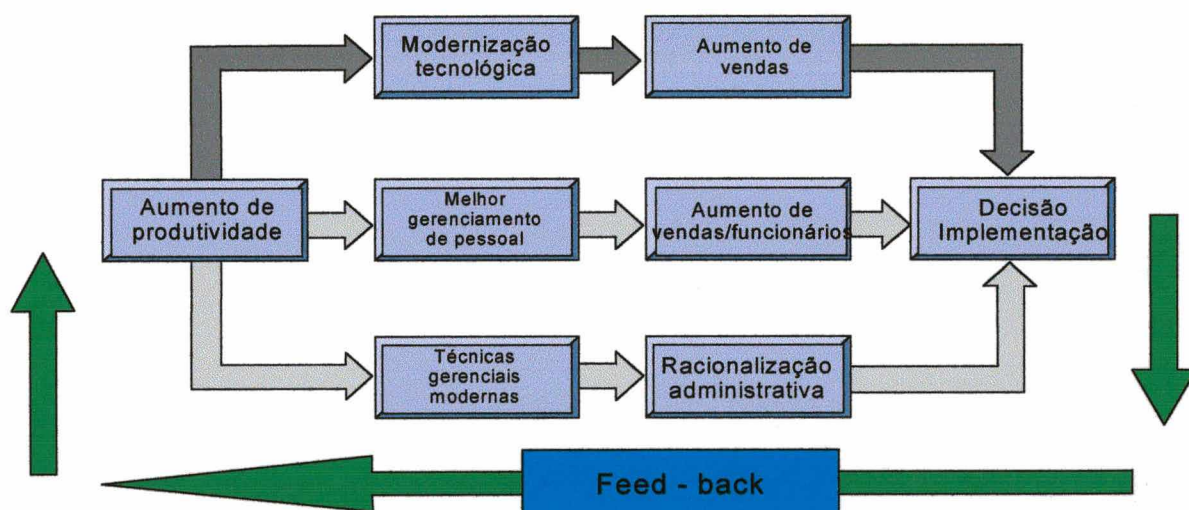 Modernização
tecnológica
Aumento de
vendas
Aumento de
produtividade
Melhor
gerenciamento
de pessoal
Aumento de
vendas/funcionários
Decisão
Implementação
Técnicas
gerenciais
modernas
Racionalização
administrativa
Feed - back